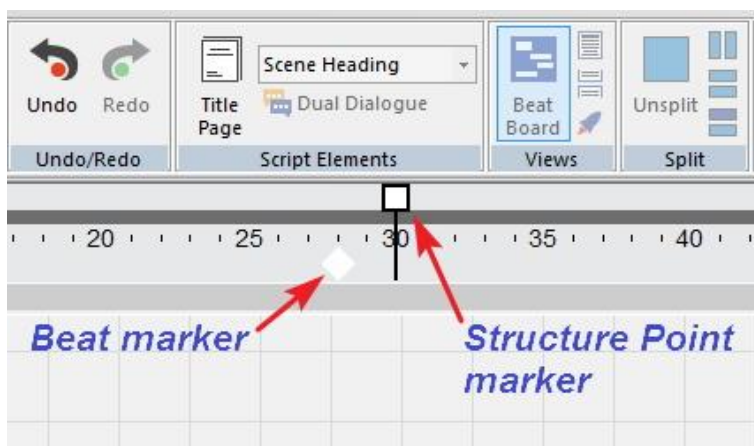 Scene Heading
Undo Redo Title Page Dual Dialogue Beat Board Unsplit
Undo/Redo Script Elements Views Split
20 25 30 35 40
Beat marker
Structure Point
marker